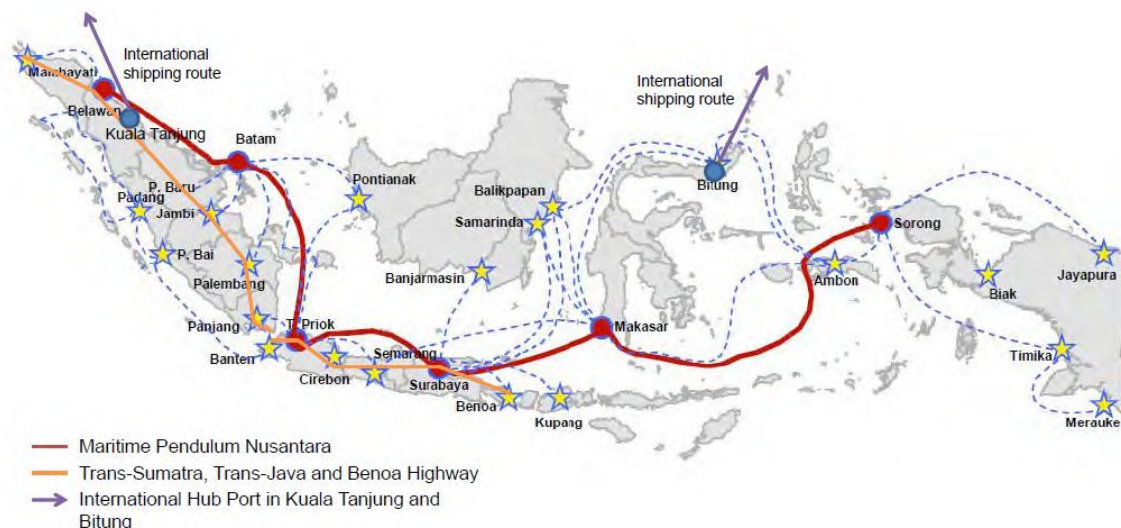 International
shipping route
International
shipping route
Malahayati
Belawan
Kuala Tanjung
Batam
Pontianak
Balikpapan
Bitung
P. Baru
Padang
Jambi
Samarinda
Sorong
P. Bai
Palembang
Banjarmasin
Ambon
Biak
Jayapura
Panjang
T. Priok
Makasar
Banten
Cirebon
Semarang
Surabaya
Timika
Benoa
Kupang
Merauke
Maritime Pendulum Nusantara
Trans-Sumatra, Trans-Java and Benoa Highway
International Hub Port in Kuala Tanjung and
Bitung